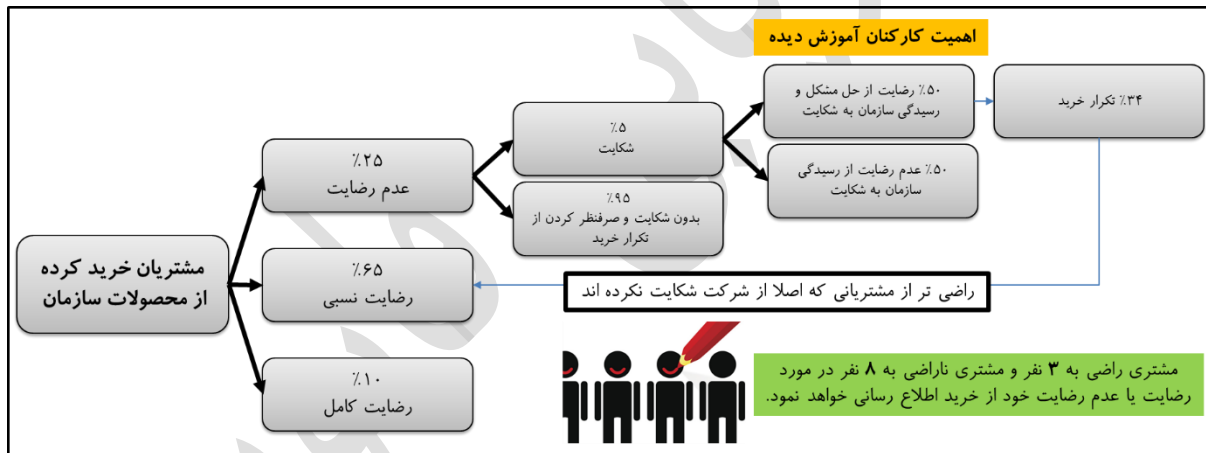 اهمیت کارکنان آموزش دیده
٪۵۰ رضایت از حل مشکل و
رسیدگی سازمان به شکایت
٪۳۴ تکرار خرید
٪۵
شکایت
٪۲۵
عدم رضایت
٪۵۰ عدم رضایت از رسیدگی
سازمان به شکایت
٪۹۵
بدون شکایت و صرفنظر کردن از
تکرار خرید
مشتریان خرید کرده
از محصولات سازمان
٪۶۵
رضایت نسبی
راضی تر از مشتریانی که اصلا از شرکت شکایت نکرده اند
٪۱۰
رضایت کامل
مشتری راضی به ۳ نفر و مشتری ناراضی به ۸ نفر در مورد
رضایت یا عدم رضایت خود از خرید اطلاع رسانی خواهد نمود.